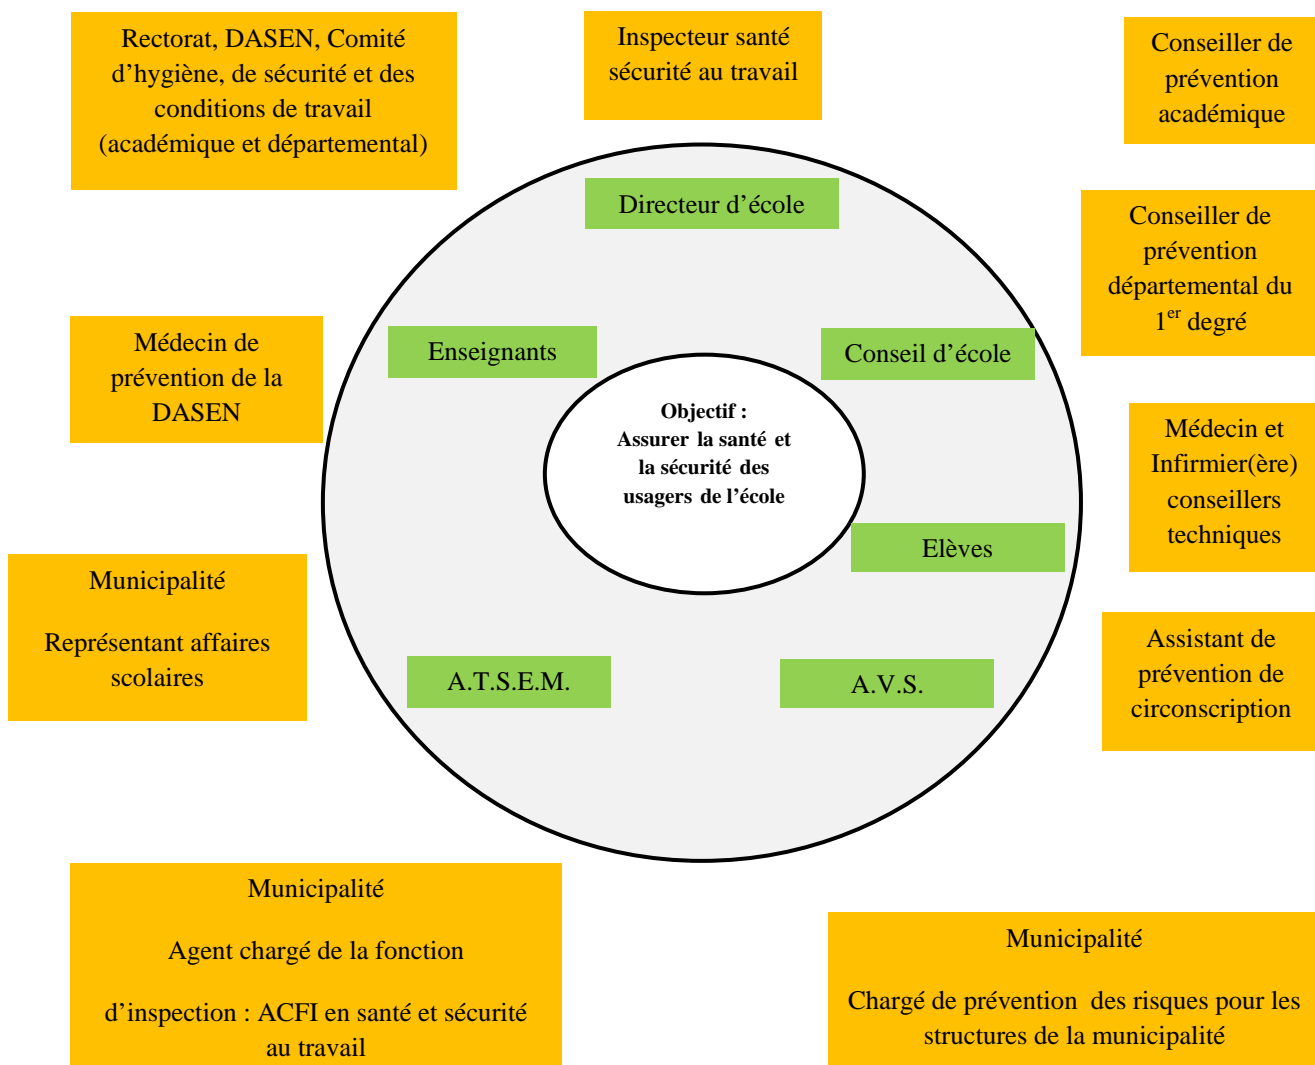 Rectorat, DASEN, Comité
d’hygiène, de sécurité et des
conditions de travail
(académique et départemental)
Inspecteur santé
sécurité au travail
Conseiller de
prévention
académique
Directeur d’école
Conseiller de
prévention
départemental du
1er degré
Enseignants
Conseil d’école
Médecin de
prévention de la
DASEN
Objectif :
Assurer la santé et
la sécurité des
usagers de l’école
Médecin et
Infirmier(ère)
conseillers
techniques
Elèves
Municipalité
Représentant affaires
scolaires
A.T.S.E.M.
A.V.S.
Assistant de
prévention de
circonscription
Municipalité
Agent chargé de la fonction
d’inspection : ACFI en santé et sécurité
au travail
Municipalité
Chargé de prévention des risques pour les
structures de la municipalité